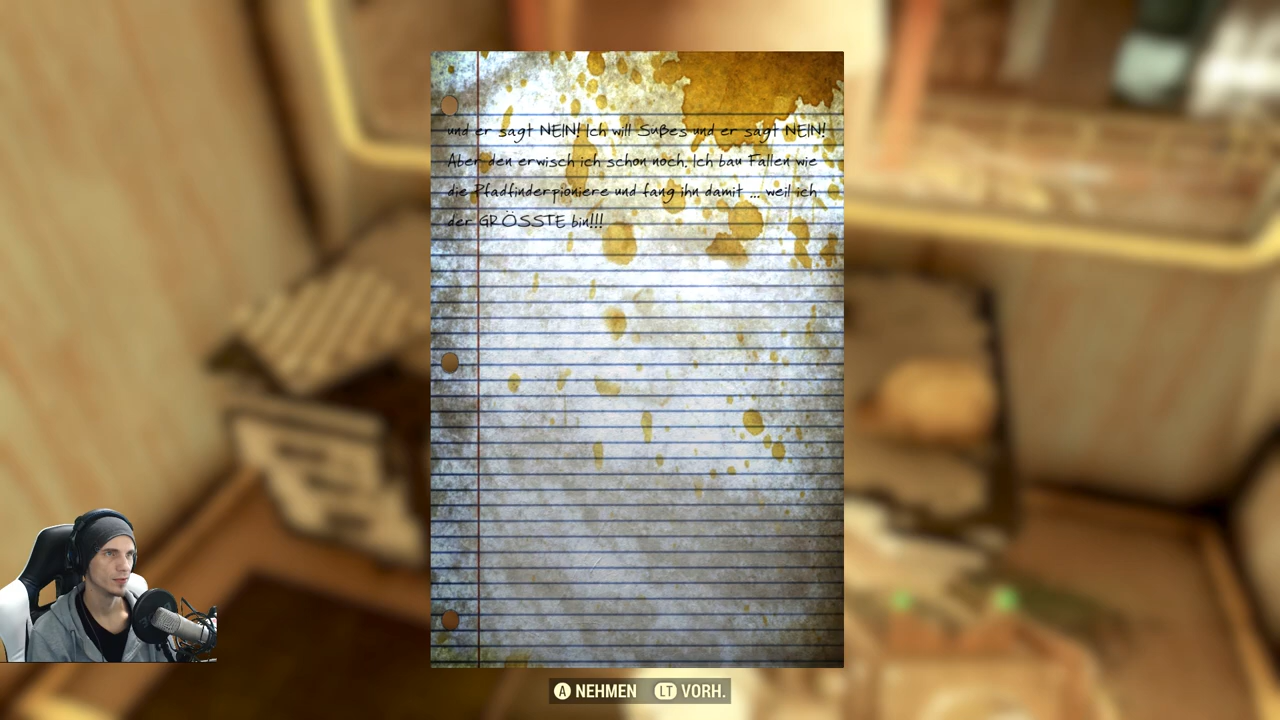 und er sagt NEIN! Ich will Süßes und er sagt NEIN!
Aber den erwisch ich schon noch. Ich bau Fallen wie
die Pfadfinderpioniere und fang ihn damit ... weil ich
der GRÖSSTE bin!!!
A NEHMEN LT VORH.